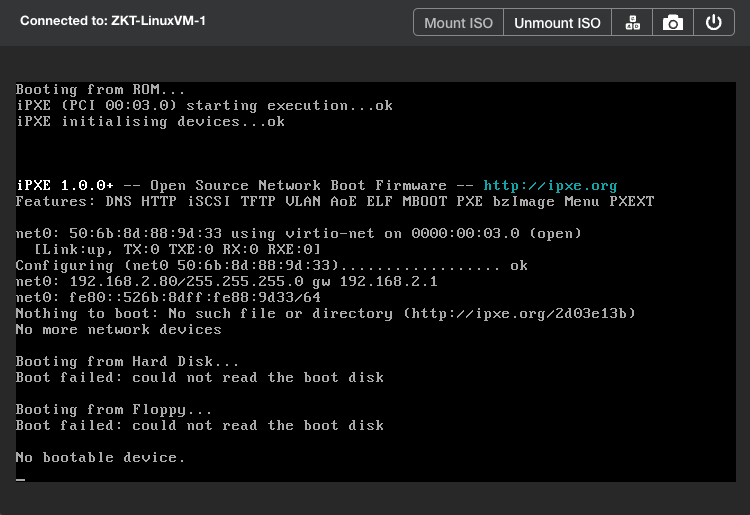 Connected to: ZKT-LinuxVM-1
Mount ISO
Unmount ISO
Booting from ROM...
iPXE (PCI 00:03.0) starting execution...ok
iPXE initialising devices...ok
iPXE 1.0.0+ -- Open Source Network Boot Firmware -- http://ipxe.org
Features: DNS HTTP iSCSI TFTP VLAN AoE ELF MBOOT PXE bzImage Menu PXEXT
net0: 50:6b:8d:88:9d:33 using virtio-net on 0000:00:03.0 (open)
[Link:up, TX:0 TXE:0 RX:0 RXE:0]
Configuring (net0 50:6b:8d:88:9d:33).................. ok
net0: 192.168.2.80/255.255.255.0 gw 192.168.2.1
net0: fe80::526b:8dff:fe88:9d33/64
Nothing to boot: No such file or directory (http://ipxe.org/2d03e13b)
No more network devices
Booting from Hard Disk...
Boot failed: could not read the boot disk
Booting from Floppy...
Boot failed: could not read the boot disk
No bootable device.